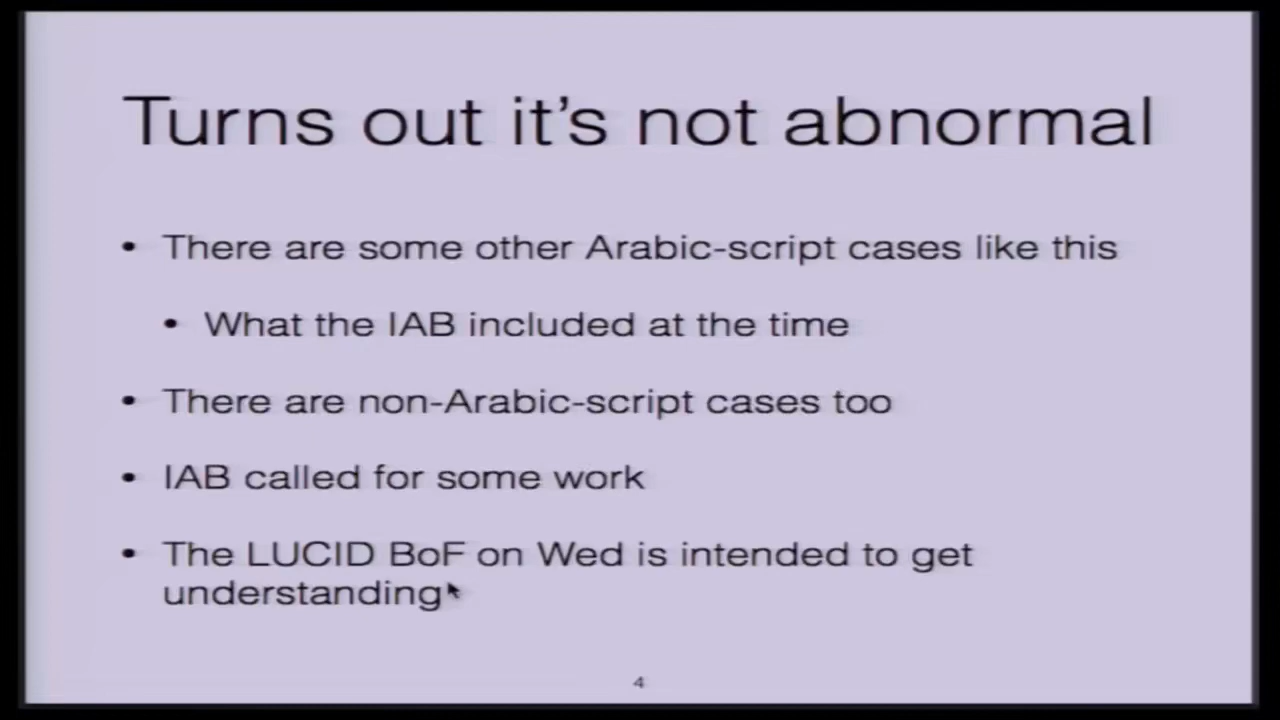 Turns out it's not abnormal
• There are some other Arabic-script cases like this
• What the IAB included at the time
• There are non-Arabic-script cases too
• IAB called for some work
• The LUCID BoF on Wed is intended to get
understanding
4